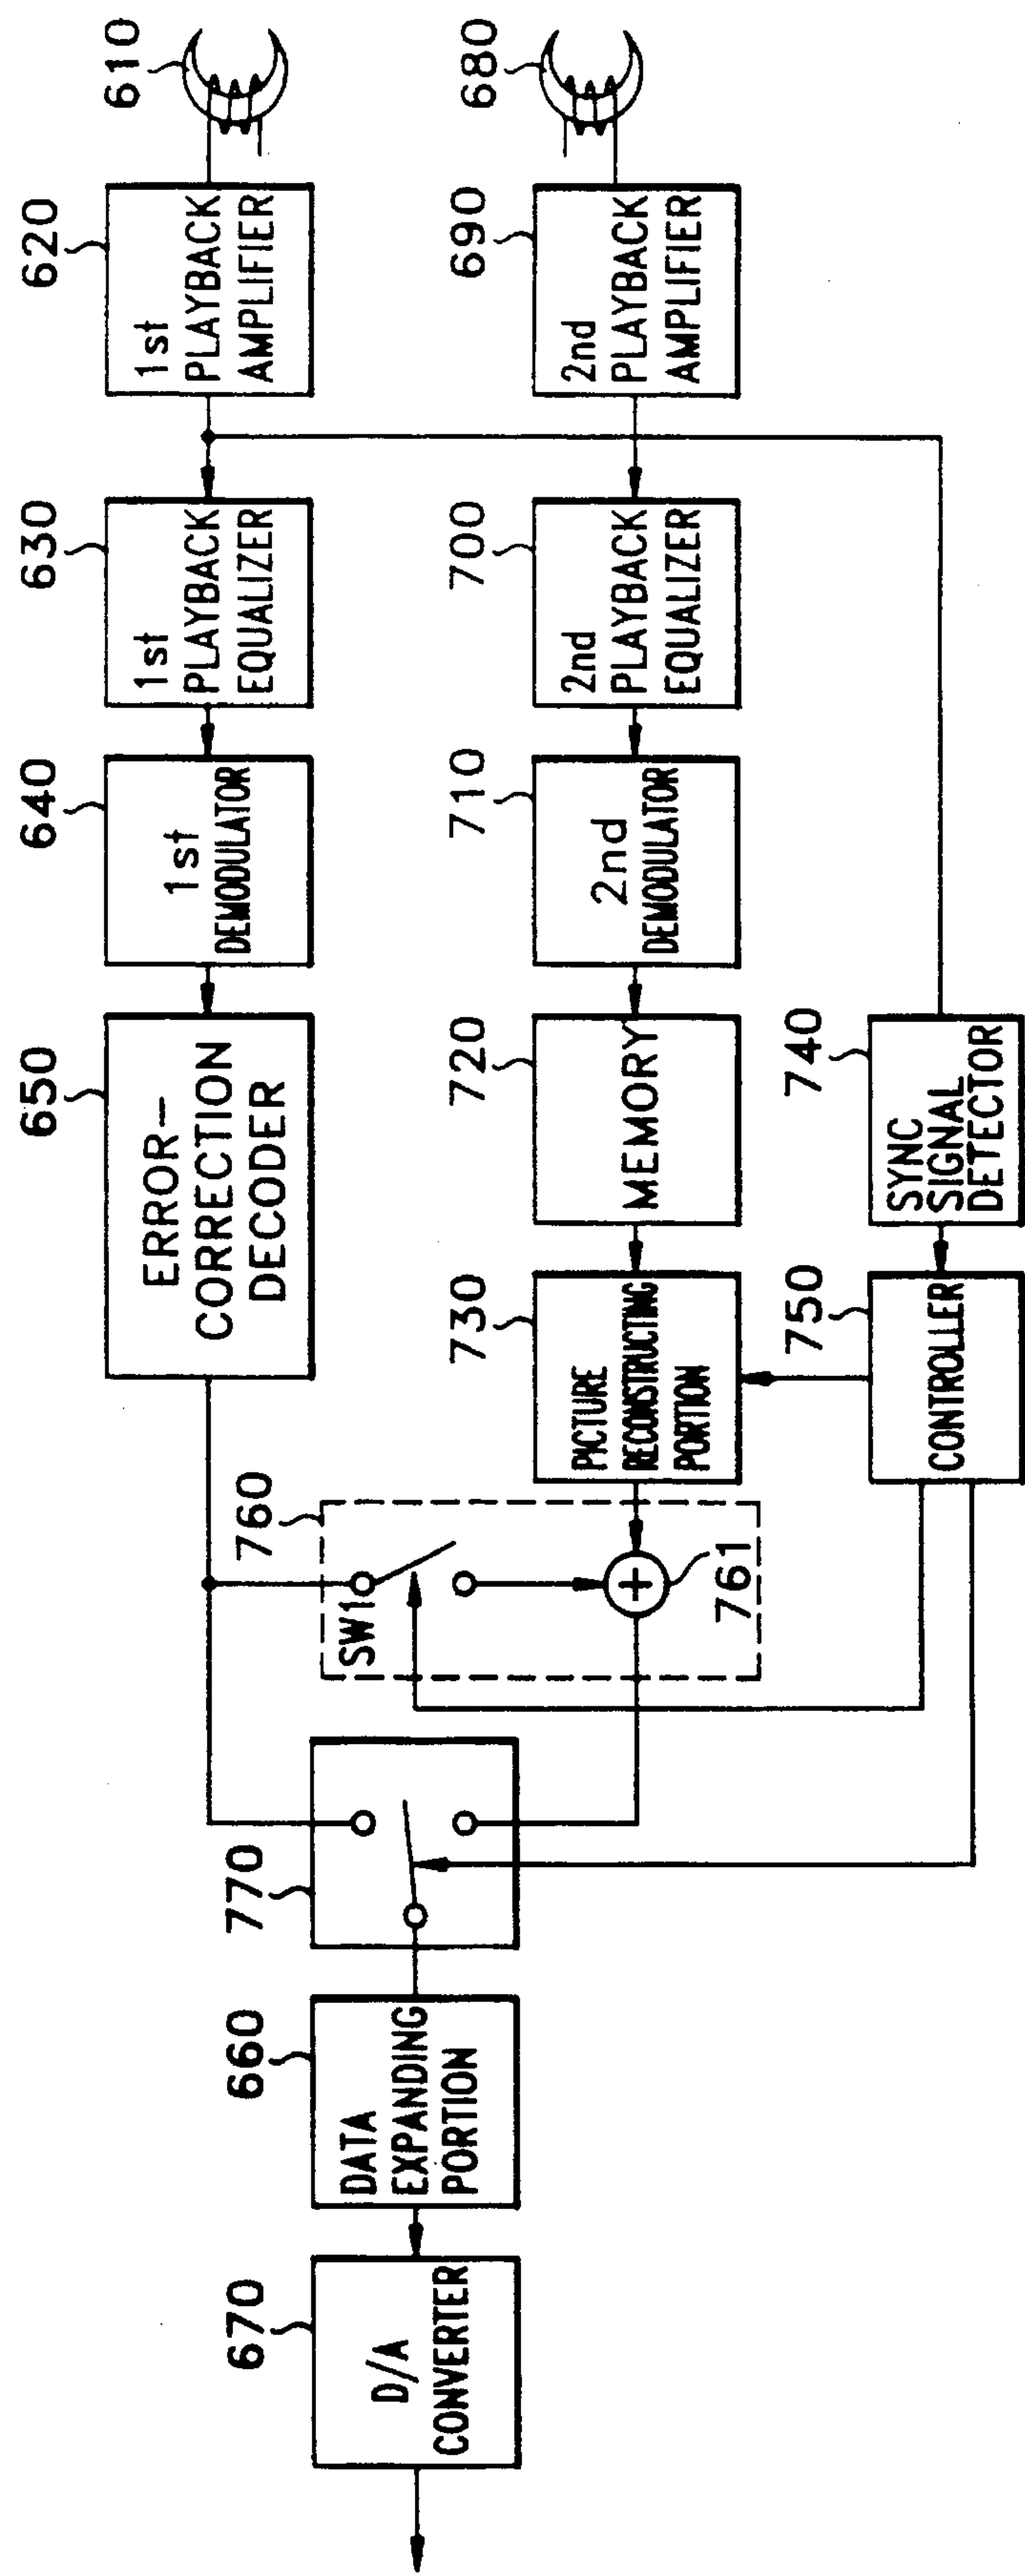 610
620
1st
PLAYBACK
AMPLIFIER
630
1st
PLAYBACK
EQUALIZER
640
1st
DEMODULATOR
650
ERROR-
CORRECTION
DECODER
680
690
2nd
PLAYBACK
AMPLIFIER
700
2nd
PLAYBACK
EQUALIZER
710
2nd
DEMODULATOR
720
MEMORY
730
PICTURE
RECONSTRUCTING
PORTION
740
SYNC
SIGNAL
DETECTOR
750
CONTROLLER
760
SW1
+
761
770
660
DATA
EXPANDING
PORTION
670
D/A
CONVERTER